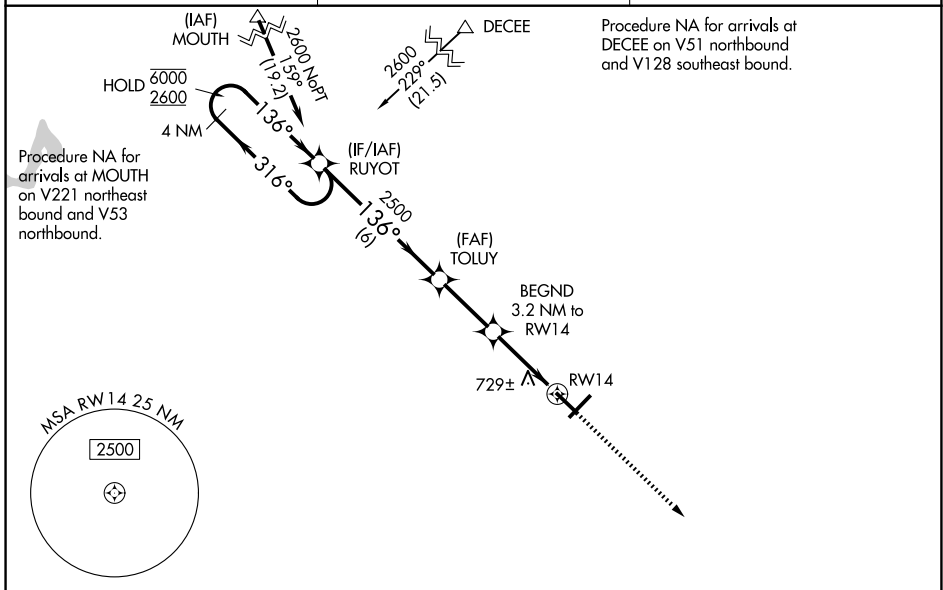 (IAF)
MOUTH
2600 NoPT
159°
(19.2)
DECEE
2600
229°
(21.5)
Procedure NA for arrivals at
DECEE on V51 northbound
and V128 southeast bound.
HOLD 6000
2600
4 NM
136°
316°
(IF/IAF)
RUYOT
Procedure NA for
arrivals at MOUTH
on V221 northeast
bound and V53
northbound.
2500
136°
(6)
(FAF)
TOLUY
BEGND
3.2 NM to
RW14
729±
RW14
MSA RW14 25 NM
2500